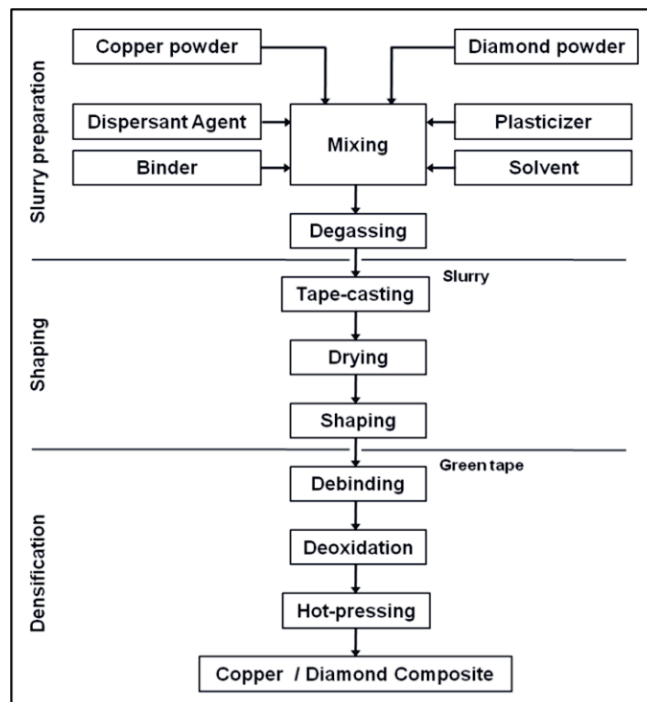 Slurry preparation
Copper powder
Diamond powder
Dispersant Agent
Mixing
Plasticizer
Binder
Solvent
Degassing
Slurry
Shaping
Tape-casting
Drying
Shaping
Green tape
Densification
Debinding
Deoxidation
Hot-pressing
Copper / Diamond Composite